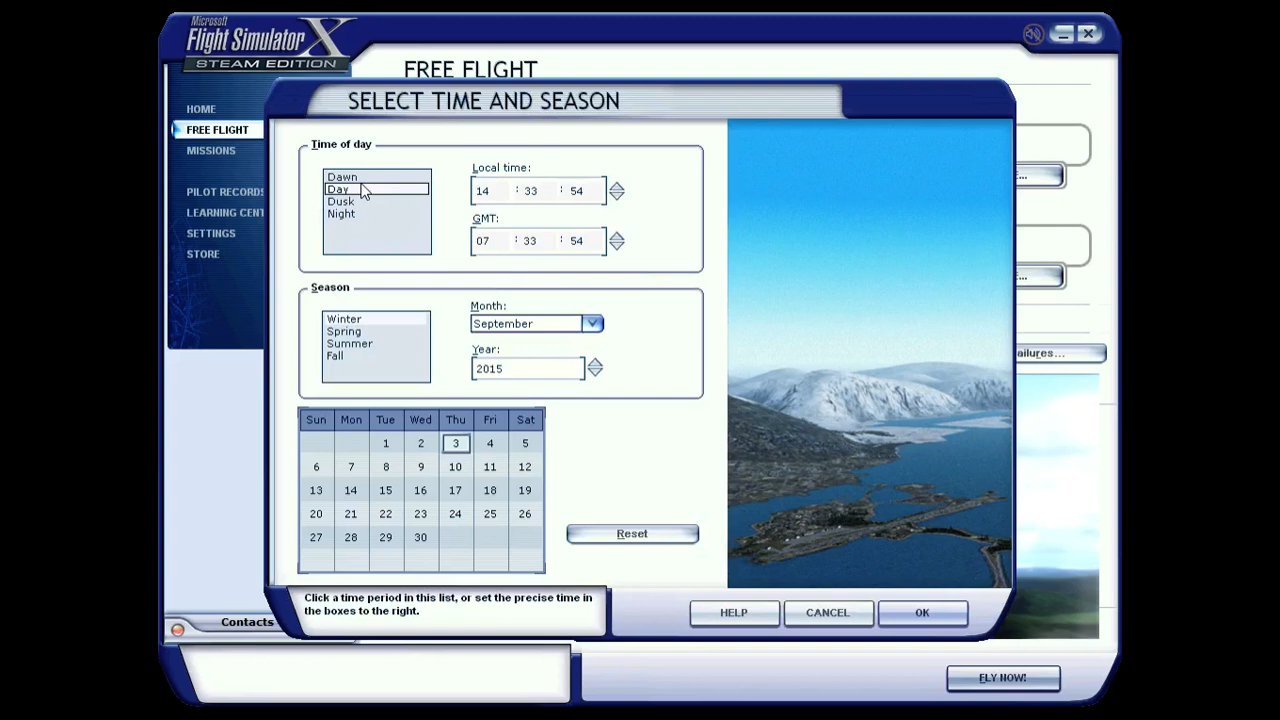 Microsoft
Flight Simulator X
STEAM EDITION
FREE FLIGHT
SELECT TIME AND SEASON
HOME
FREE FLIGHT
MISSIONS
PILOT RECORDS
LEARNING CENT
SETTINGS
STORE
Time of day
Dawn
Day
Dusk
Night
Local time:
14 : 33 : 54
GMT:
07 : 33 : 54
Season
Winter
Spring
Summer
Fall
Month:
September
Year:
2015
Sun Mon Tue Wed Thu Fri Sat
1 2 3 4 5
6 7 8 9 10 11 12
13 14 15 16 17 18 19
20 21 22 23 24 25 26
27 28 29 30
Reset
Click a time period in this list, or set the precise time in
the boxes to the right.
HELP CANCEL OK
ailures...
Contacts
FLY NOW!